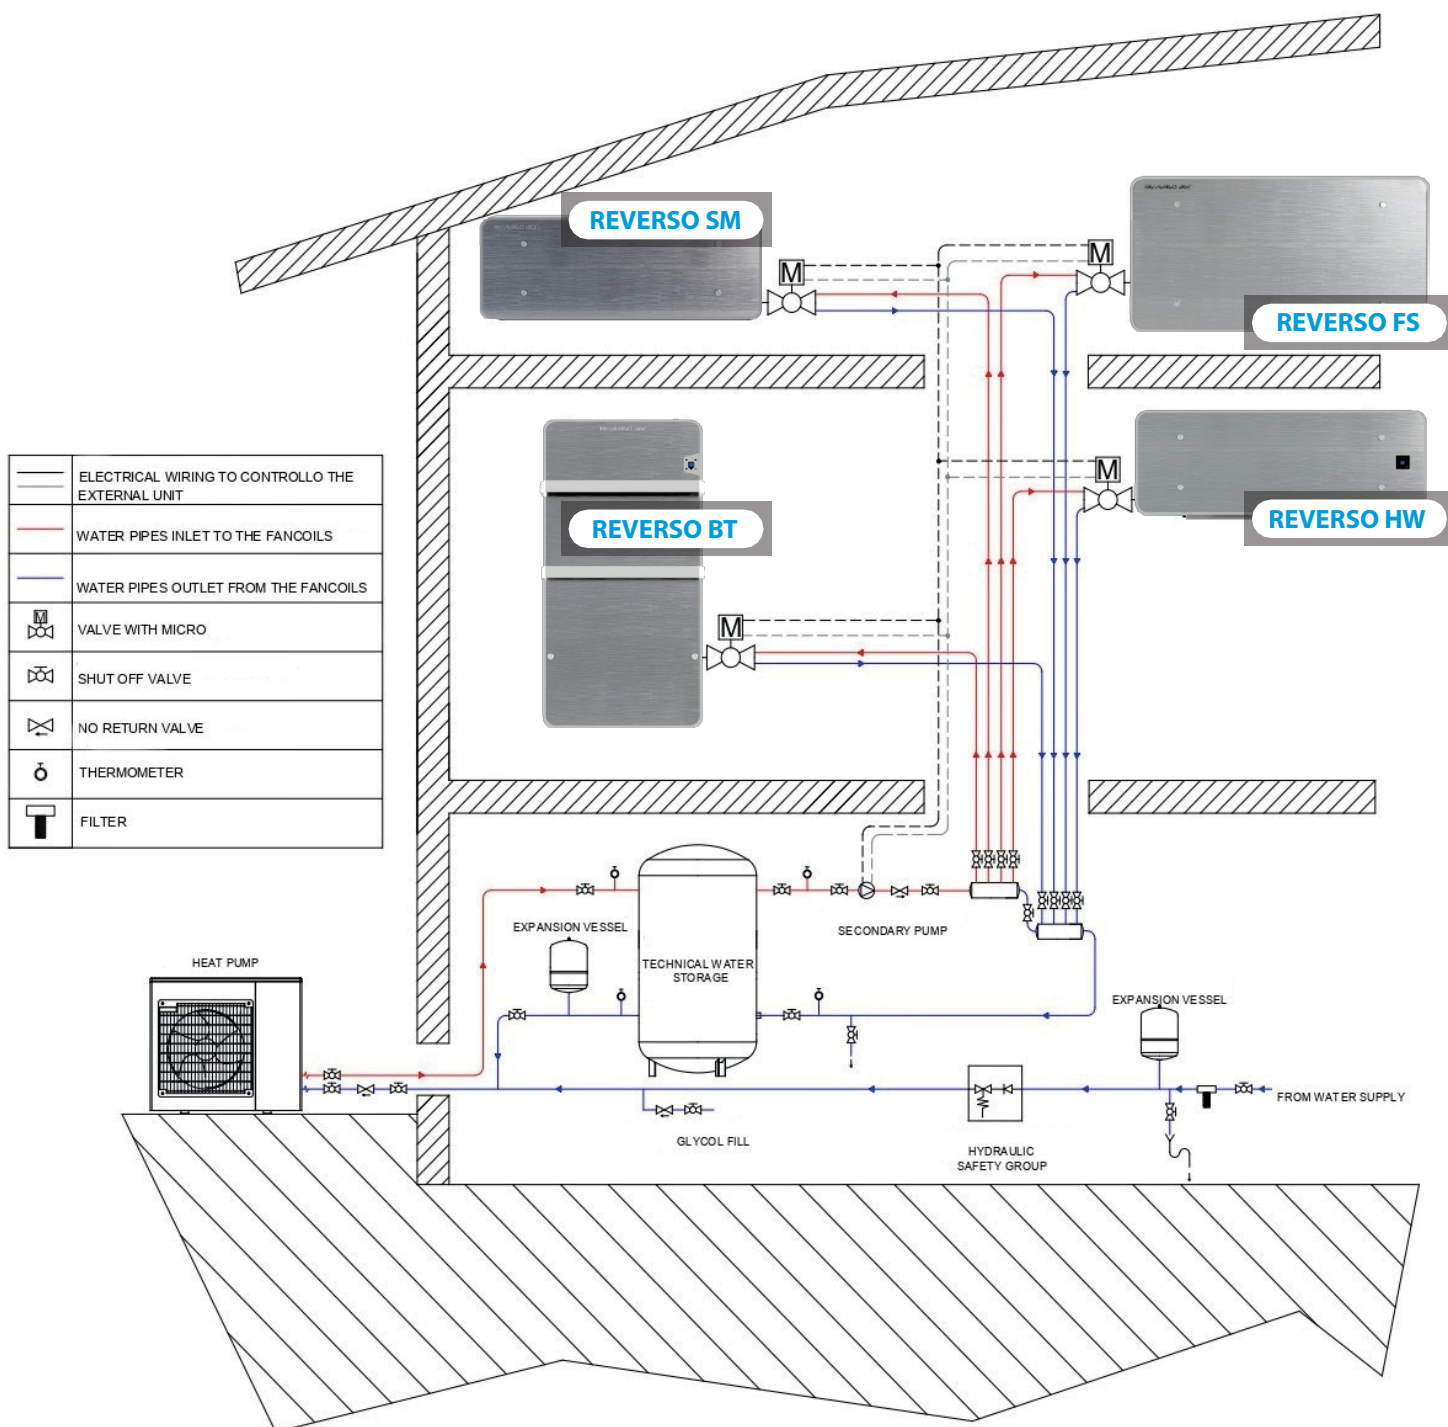 REVERSO SM
REVERSO FS
M
M
REVERSO BT
M
REVERSO HW
M
ELECTRICAL WIRING TO CONTROLLO THE
EXTERNAL UNIT
WATER PIPES INLET TO THE FANCOILS
WATER PIPES OUTLET FROM THE FANCOILS
M
VALVE WITH MICRO
SHUT OFF VALVE
NO RETURN VALVE
THERMOMETER
FILTER
EXPANSION VESSEL
SECONDARY PUMP
HEAT PUMP
TECHNICAL WATER
STORAGE
EXPANSION VESSEL
FROM WATER SUPPLY
GLYCOL FILL
HYDRAULIC
SAFETY GROUP